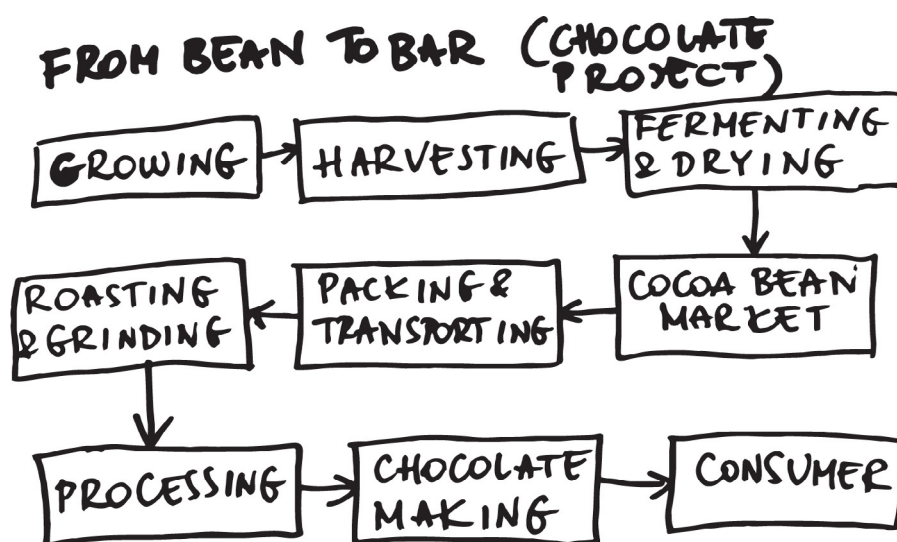 FROM BEAN TO BAR (CHOCOLATE
PROJECT)
GROWING
HARVESTING
FERMENTING
& DRYING
COCOA BEAN
MARKET
PACKING &
TRANSPORTING
ROASTING
& GRINDING
PROCESSING
CHOCOLATE
MAKING
CONSUMER